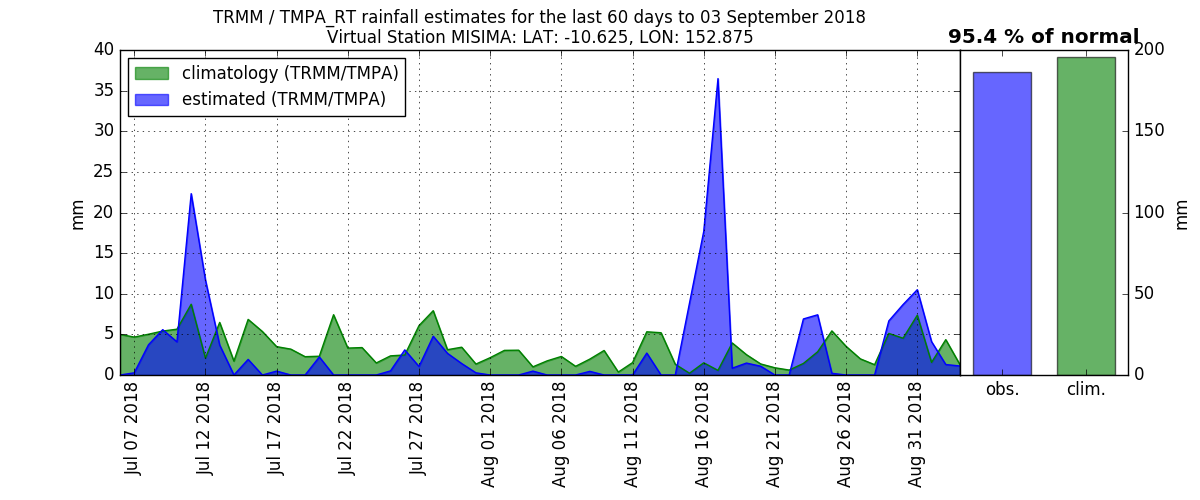 TRMM / TMPA_RT rainfall estimates for the last 60 days to 03 September 2018
Virtual Station MISIMA: LAT: -10.625, LON: 152.875
95.4 % of normal
climatology (TRMM/TMPA)
estimated (TRMM/TMPA)
40
35
30
25
20
15
10
5
0
mm
Jul 07 2018
Jul 12 2018
Jul 17 2018
Jul 22 2018
Jul 27 2018
Aug 01 2018
Aug 06 2018
Aug 11 2018
Aug 16 2018
Aug 21 2018
Aug 26 2018
Aug 31 2018
obs.
clim.
200
150
100
50
0
mm